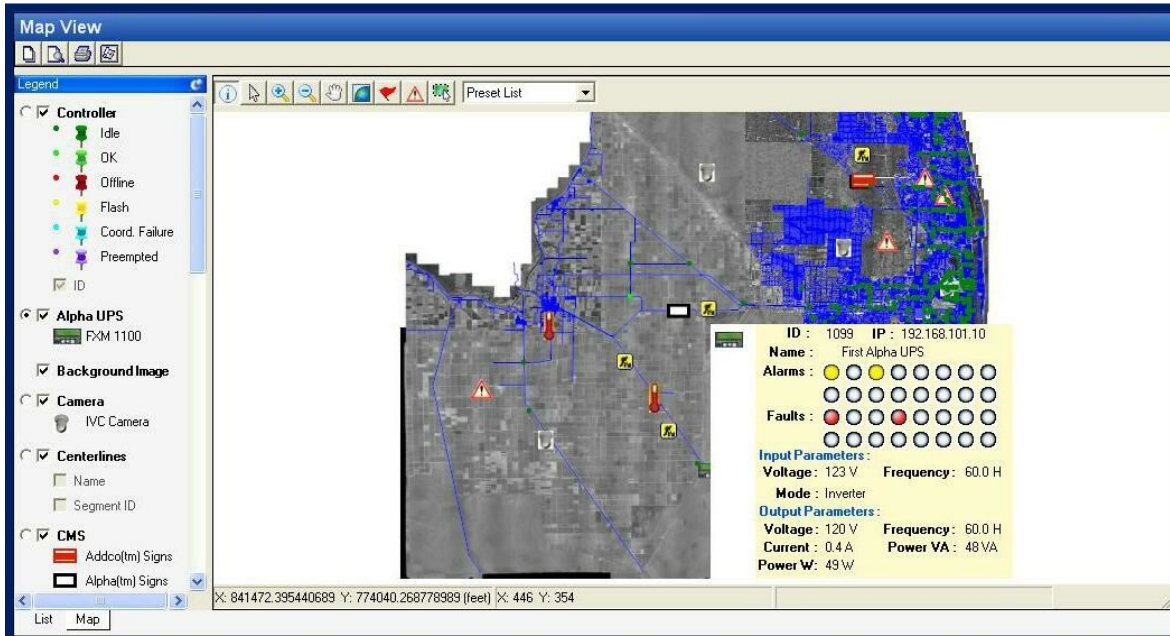 Map View
Legend
Preset List
Controller
Idle
OK
Offline
Flash
Coord. Failure
Preempted
ID
Alpha UPS
FXM 1100
Background Image
Camera
IVC Camera
Centerlines
Name
Segment ID
CMS
Addco(tm) Signs
Alpha(tm) Signs
ID : 1099 IP : 192.168.101.10
Name : First Alpha UPS
Alarms :
Faults :
Input Parameters :
Voltage : 123 V Frequency : 60.0 H
Mode : Inverter
Output Parameters :
Voltage : 120 V Frequency : 60.0 H
Current : 0.4 A Power VA : 48 VA
Power W: 49 W
X: 841472.395440689 Y: 774040.268778989 (feet) X: 446 Y: 354
List Map